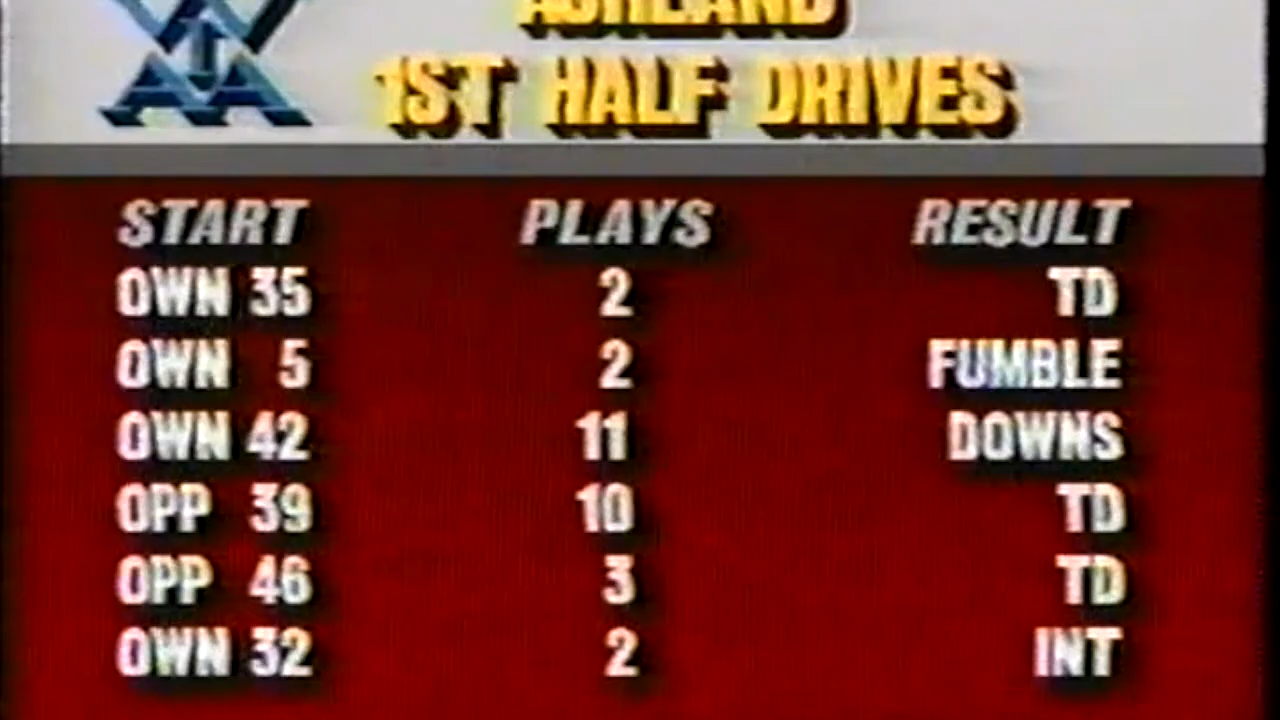 ASHLAND
1ST HALF DRIVES
START PLAYS RESULT
OWN 35 2 TD
OWN 5 2 FUMBLE
OWN 42 11 DOWNS
OPP 39 10 TD
OPP 46 3 TD
OWN 32 2 INT